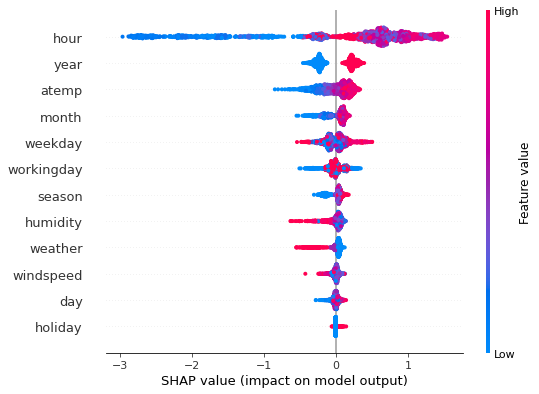 High
hour
year
atemp
month
weekday
workingday
season
humidity
weather
windspeed
day
holiday
Feature value
Low
−3 −2 −1 0 1
SHAP value (impact on model output)